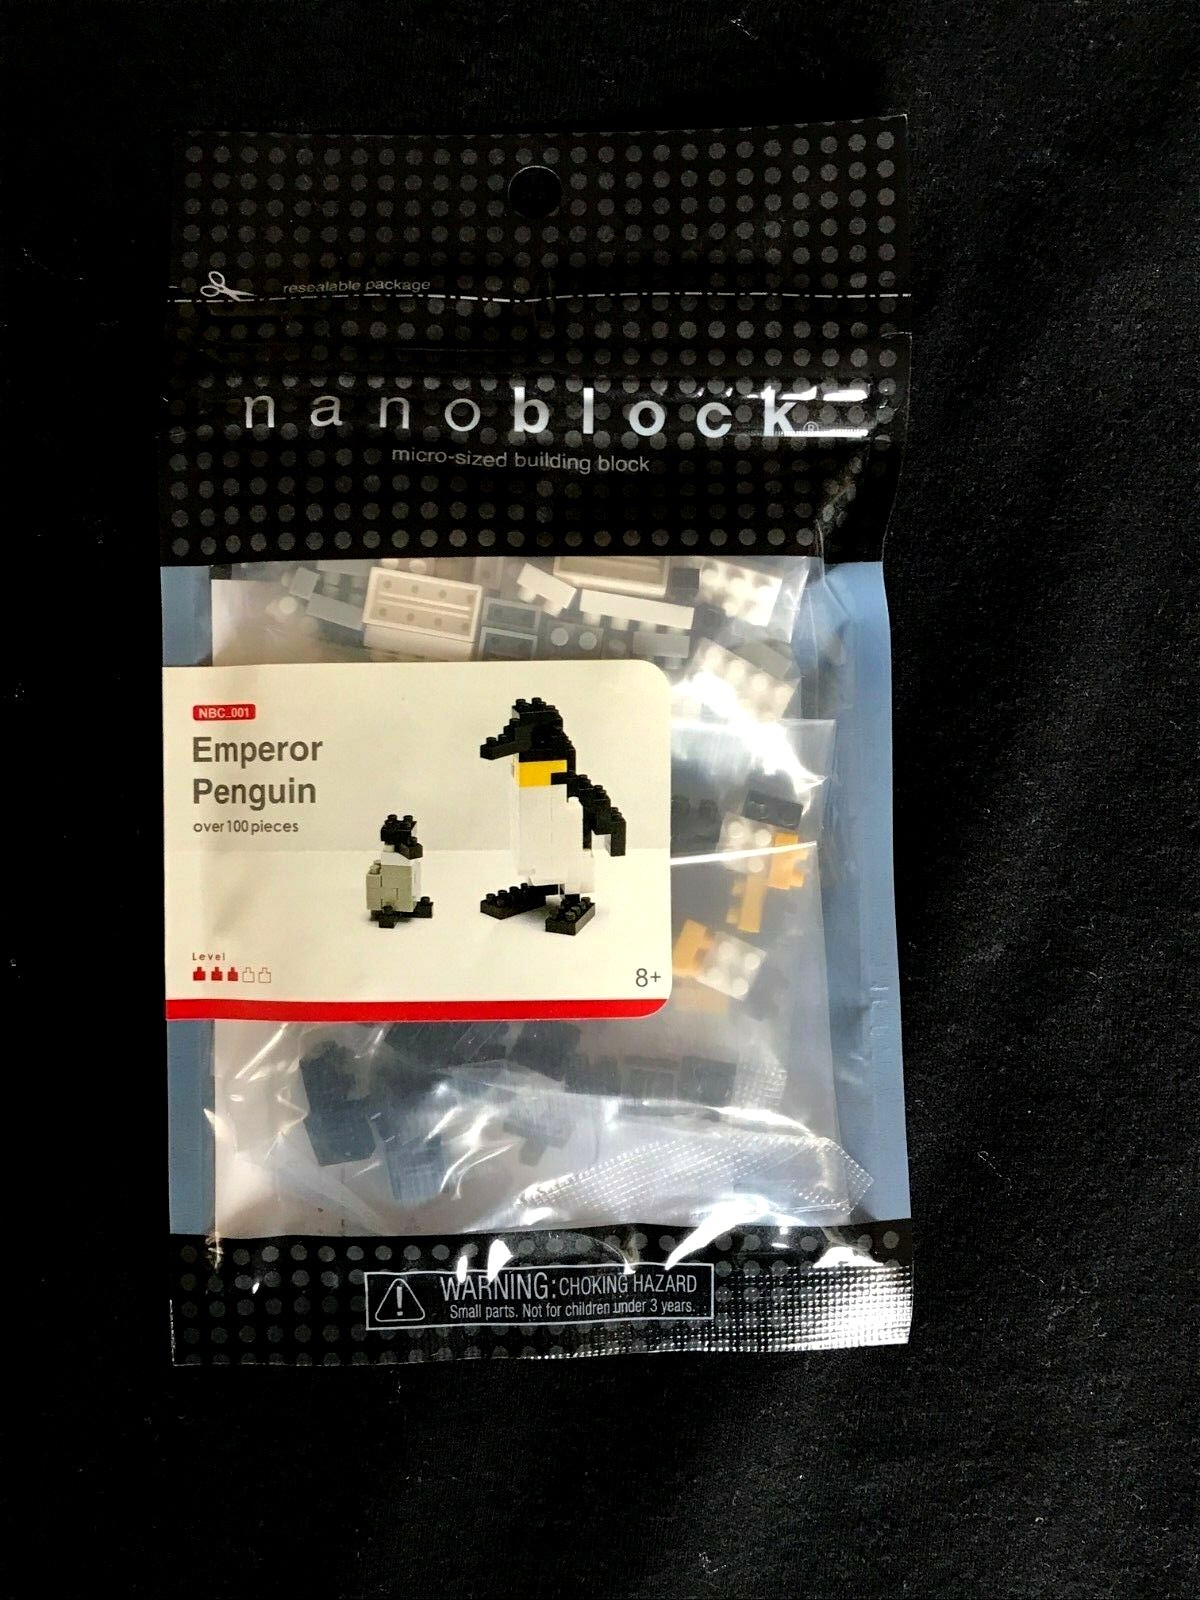 resealable package
nanoblock®
micro-sized building block
NBC_001
Emperor
Penguin
over 100 pieces
Level
8+
WARNING: CHOKING HAZARD
Small parts. Not for children under 3 years.